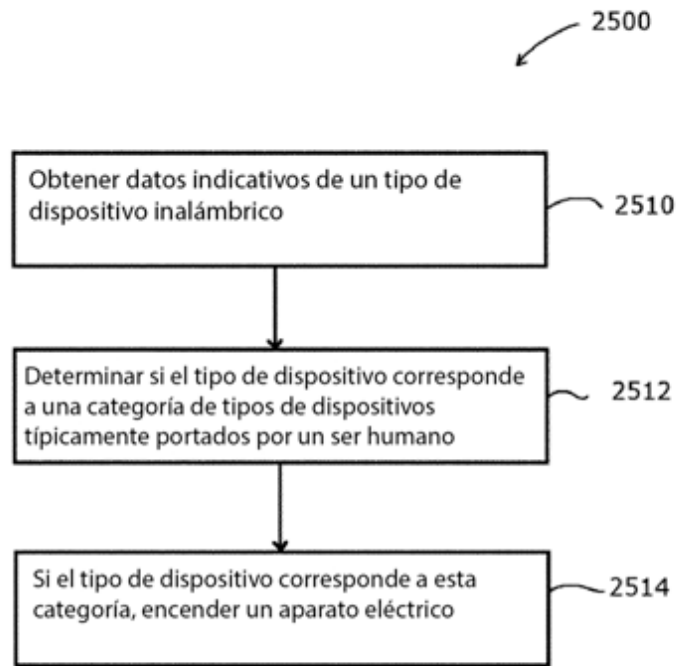 2500
Obtener datos indicativos de un tipo de
dispositivo inalámbrico
2510
Determinar si el tipo de dispositivo corresponde
a una categoría de tipos de dispositivos
típicamente portados por un ser humano
2512
Si el tipo de dispositivo corresponde a esta
categoría, encender un aparato eléctrico
2514